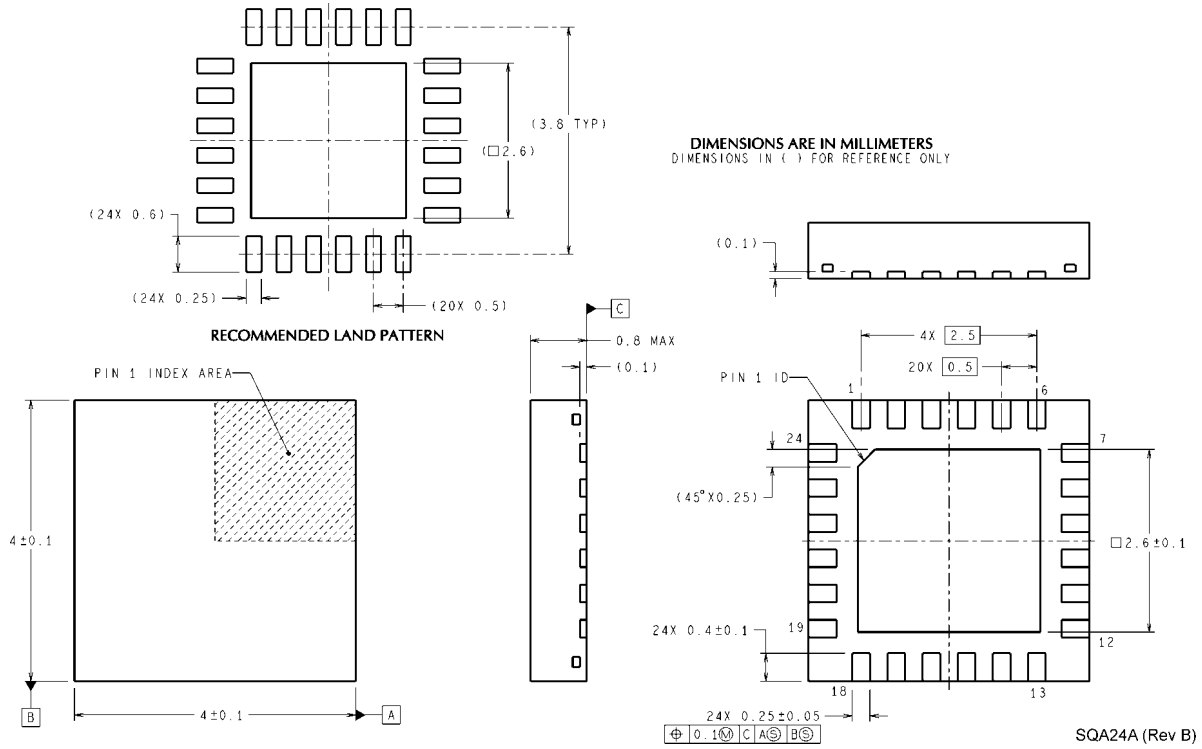 (3.8 TYP)
(□2.6)
(24X 0.6)
(24X 0.25)
(20X 0.5)
RECOMMENDED LAND PATTERN
DIMENSIONS ARE IN MILLIMETERS
DIMENSIONS IN ( ) FOR REFERENCE ONLY
(0.1)
C
0.8 MAX
(0.1)
PIN 1 INDEX AREA
4±0.1
B
4±0.1
A
4X 2.5
20X 0.5
PIN 1 ID
1
6
24
7
(45°X0.25)
□2.6±0.1
24X 0.4±0.1
19
12
18
13
24X 0.25±0.05
⌖ 0.1Ⓜ C AⓈ BⓈ
SQA24A (Rev B)